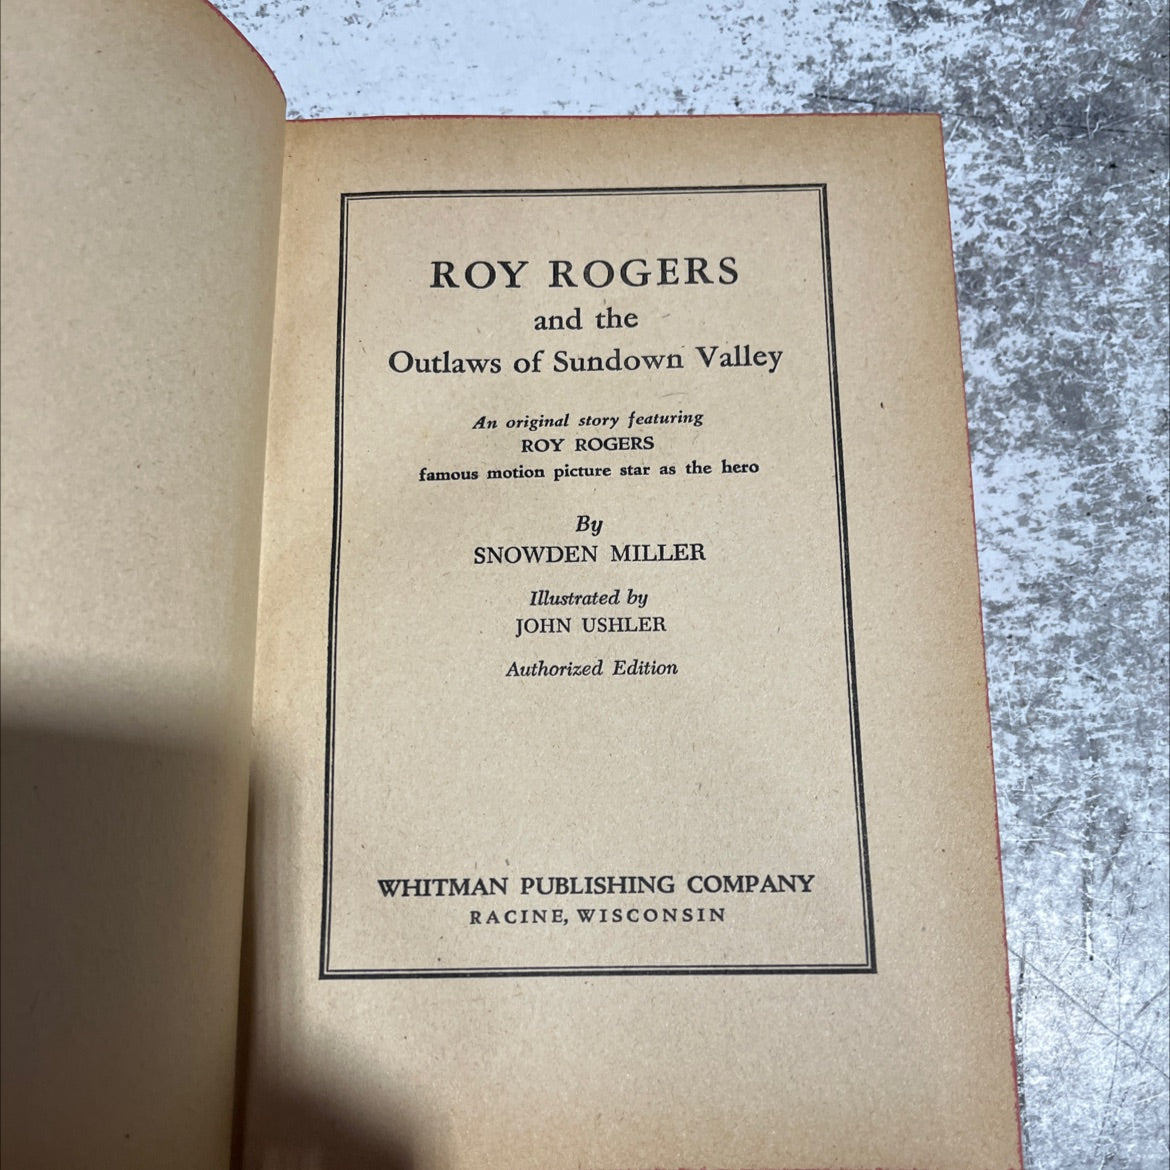 ROY ROGERS
and the
Outlaws of Sundown Valley
An original story featuring
ROY ROGERS
famous motion picture star as the hero
By
SNOWDEN MILLER
Illustrated by
JOHN USHLER
Authorized Edition
WHITMAN PUBLISHING COMPANY
RACINE, WISCONSIN